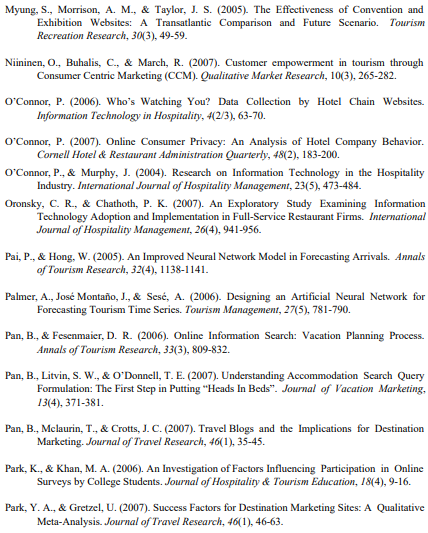 Myung, S., Morrison, A. M., & Taylor, J. S. (2005). The Effectiveness of Convention and
Exhibition Websites: A Transatlantic Comparison and Future Scenario. Tourism
Recreation Research, 30(3), 49-59.
Niininen, O., Buhalis, C., & March, R. (2007). Customer empowerment in tourism through
Consumer Centric Marketing (CCM). Qualitative Market Research, 10(3), 265-282.
O'Connor, P. (2006). Who's Watching You? Data Collection by Hotel Chain Websites.
Information Technology in Hospitality, 4(2/3), 63-70.
O'Connor, P. (2007). Online Consumer Privacy: An Analysis of Hotel Company Behavior.
Cornell Hotel & Restaurant Administration Quarterly, 48(2), 183-200.
O'Connor, P., & Murphy, J. (2004). Research on Information Technology in the Hospitality
Industry. International Journal of Hospitality Management, 23(5), 473-484.
Oronsky, C. R., & Chathoth, P. K. (2007). An Exploratory Study Examining Information
Technology Adoption and Implementation in Full-Service Restaurant Firms. International
Journal of Hospitality Management, 26(4), 941-956.
Pai, P., & Hong, W. (2005). An Improved Neural Network Model in Forecasting Arrivals. Annals
of Tourism Research, 32(4), 1138-1141.
Palmer, A., José Montaño, J., & Sesé, A. (2006). Designing an Artificial Neural Network for
Forecasting Tourism Time Series. Tourism Management, 27(5), 781-790.
Pan, B., & Fesenmaier, D. R. (2006). Online Information Search: Vacation Planning Process.
Annals of Tourism Research, 33(3), 809-832.
Pan, B., Litvin, S. W., & O'Donnell, T. E. (2007). Understanding Accommodation Search Query
Formulation: The First Step in Putting "Heads In Beds". Journal of Vacation Marketing,
13(4), 371-381.
Pan, B., Mclaurin, T., & Crotts, J. C. (2007). Travel Blogs and the Implications for Destination
Marketing. Journal of Travel Research, 46(1), 35-45.
Park, K., & Khan, M. A. (2006). An Investigation of Factors Influencing Participation in Online
Surveys by College Students. Journal of Hospitality & Tourism Education, 18(4), 9-16.
Park, Y. A., & Gretzel, U. (2007). Success Factors for Destination Marketing Sites: A Qualitative
Meta-Analysis. Journal of Travel Research, 46(1), 46-63.